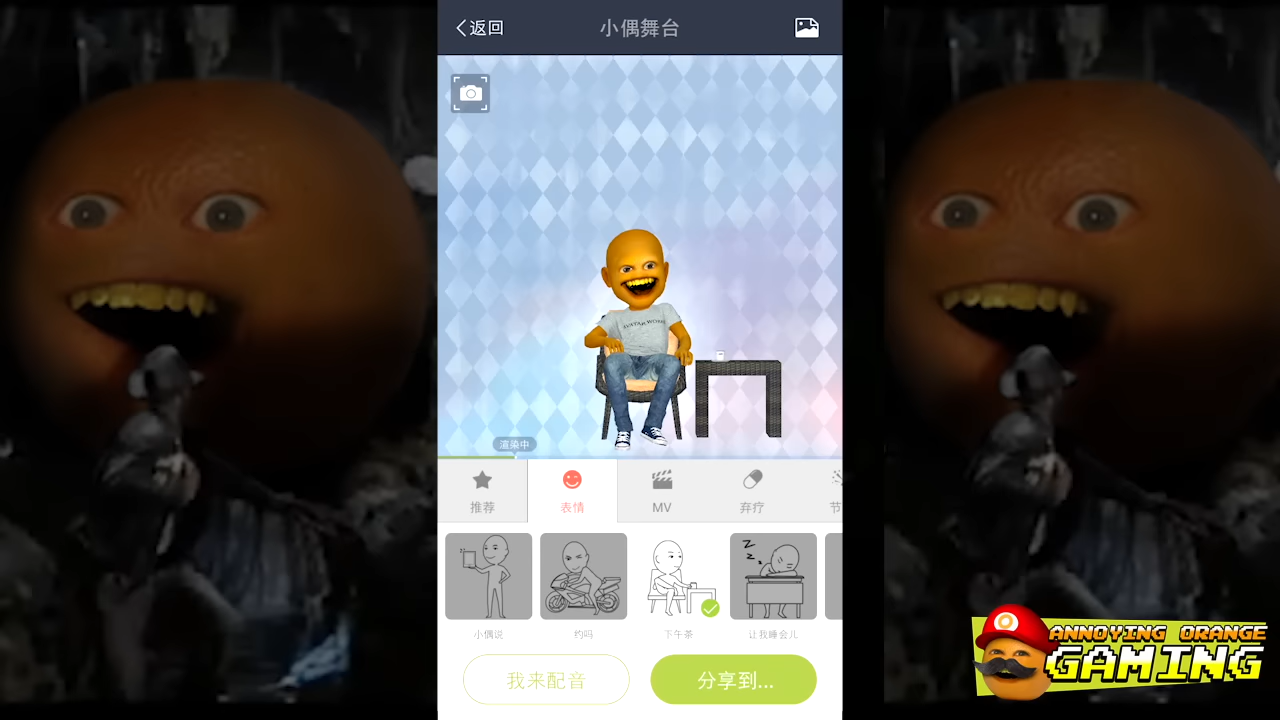 返回
小偶舞台
AVATAR WORKS
渲染中
推荐
表情
MV
弃疗
节
z
Z
z
小偶说
约吗
下午茶
让我睡会儿
我来配音
分享到...
ANNOYING ORANGE
GAMING